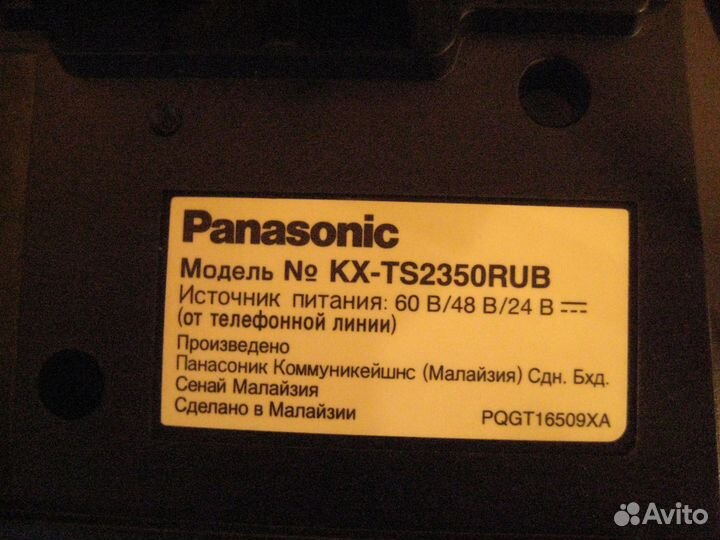 Panasonic
Модель № KX-TS2350RUB
Источник питания: 60 В/48 В/24 В ⎓
(от телефонной линии)
Произведено
Панасоник Коммуникейшнс (Малайзия) Сдн. Бхд.
Сенай Малайзия
Сделано в Малайзии
PQGT16509XA
Avito